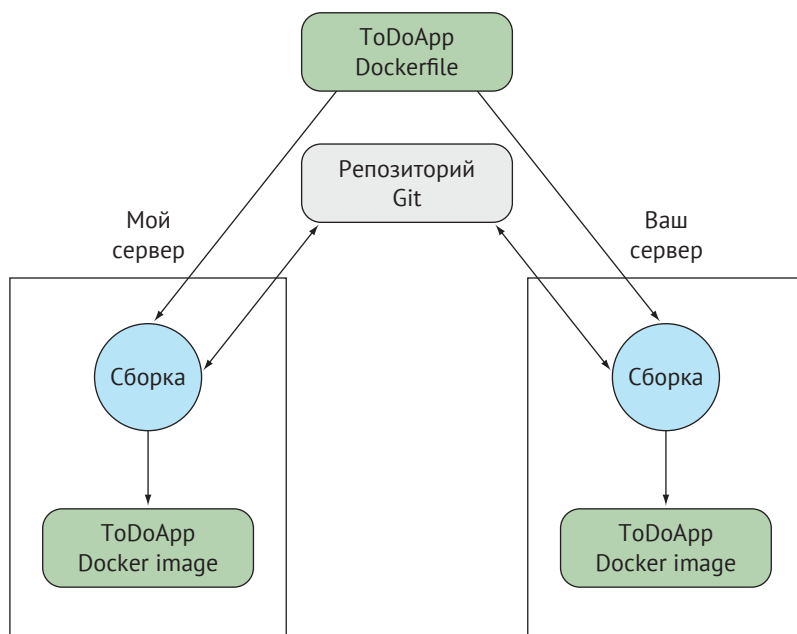 ToDoApp
Dockerfile
Репозиторий
Git
Мой
сервер
Ваш
сервер
Сборка
Сборка
ToDoApp
Docker image
ToDoApp
Docker image